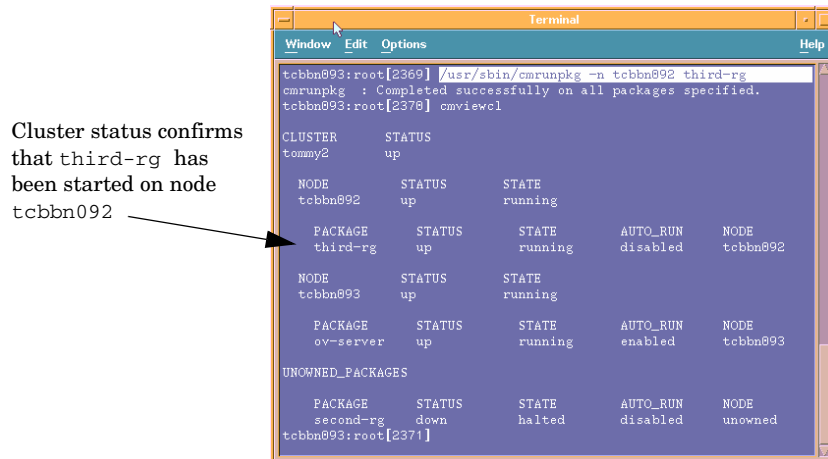 Terminal
Window Edit Options Help
tcbbn093:root[2369] /usr/sbin/cmrunpkg -n tcbbn092 third-rg
cmrunpkg : Completed successfully on all packages specified.
tcbbn093:root[2370] cmviewcl
CLUSTER STATUS
tommy2 up
NODE STATUS STATE
tcbbn092 up running
PACKAGE STATUS STATE AUTO_RUN NODE
third-rg up running disabled tcbbn092
NODE STATUS STATE
tcbbn093 up running
PACKAGE STATUS STATE AUTO_RUN NODE
ov-server up running enabled tcbbn093
UNOWNED_PACKAGES
PACKAGE STATUS STATE AUTO_RUN NODE
second-rg down halted disabled unowned
tcbbn093:root[2371]
Cluster status confirms
that third-rg has
been started on node
tcbbn092